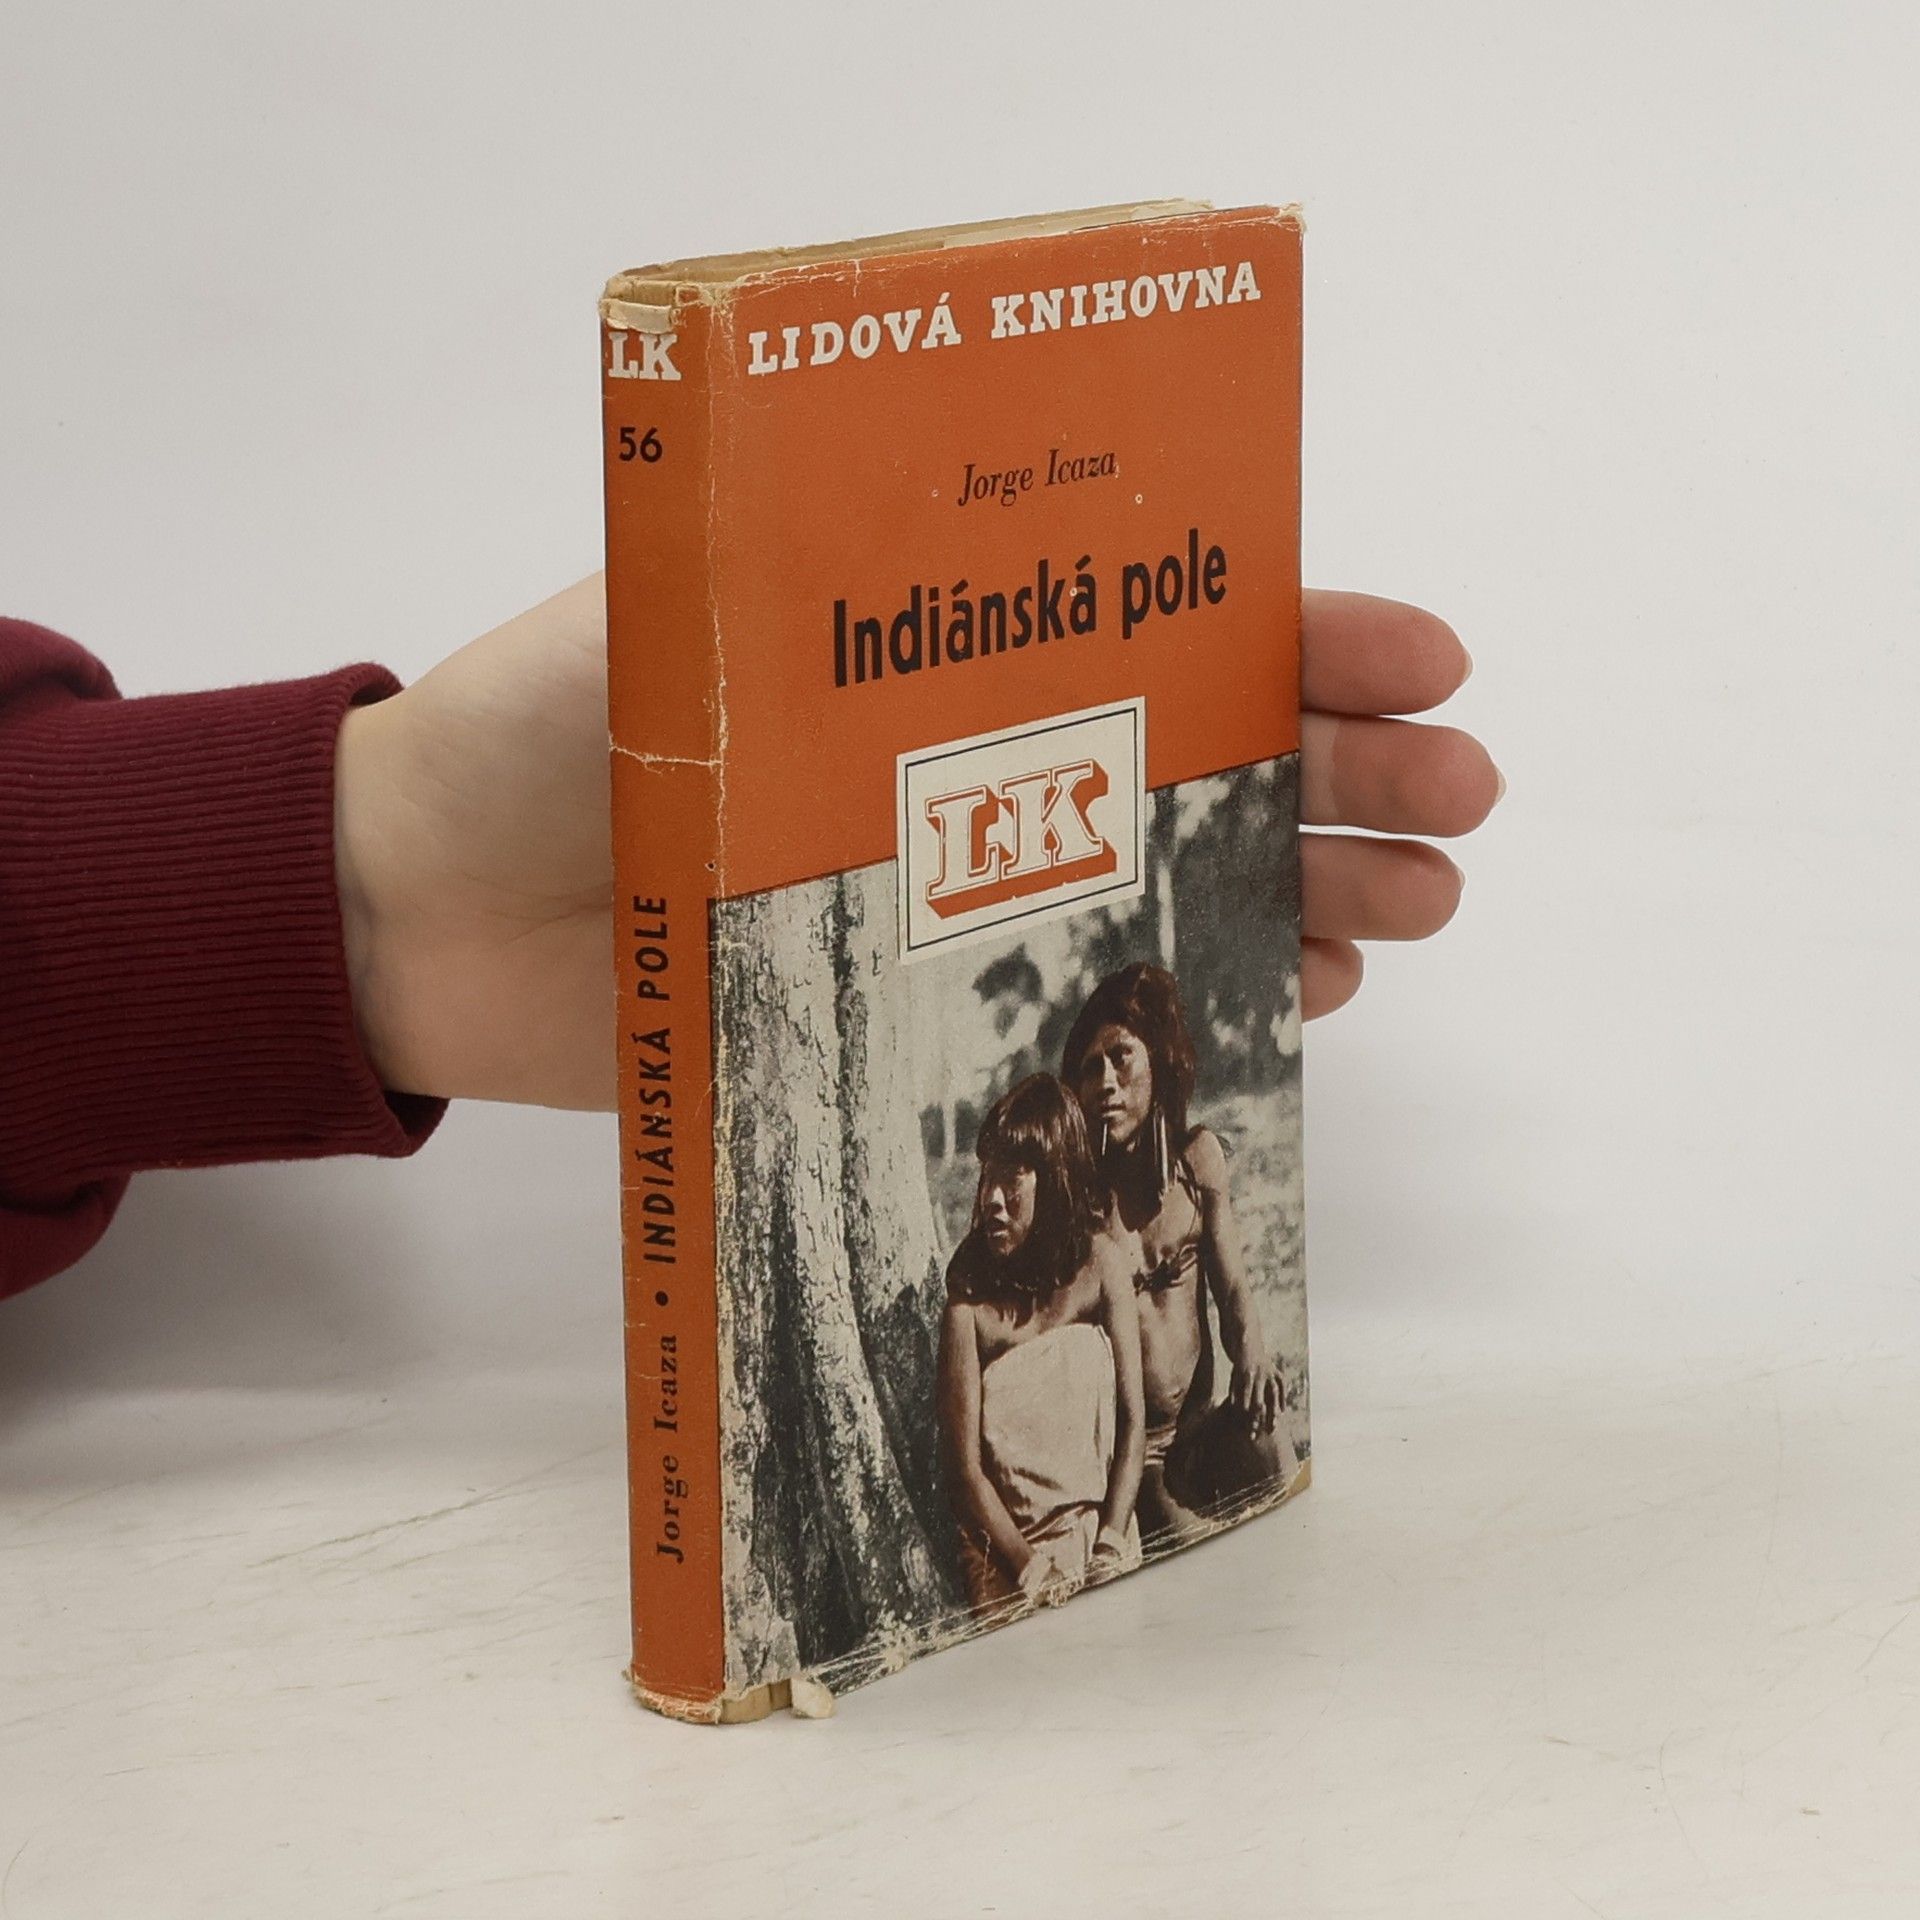 LK
56
Jorge Icaza • INDIÁNSKÁ POLE
LIDOVÁ KNIHOVNA
Jorge Icaza
Indiánská pole
LK